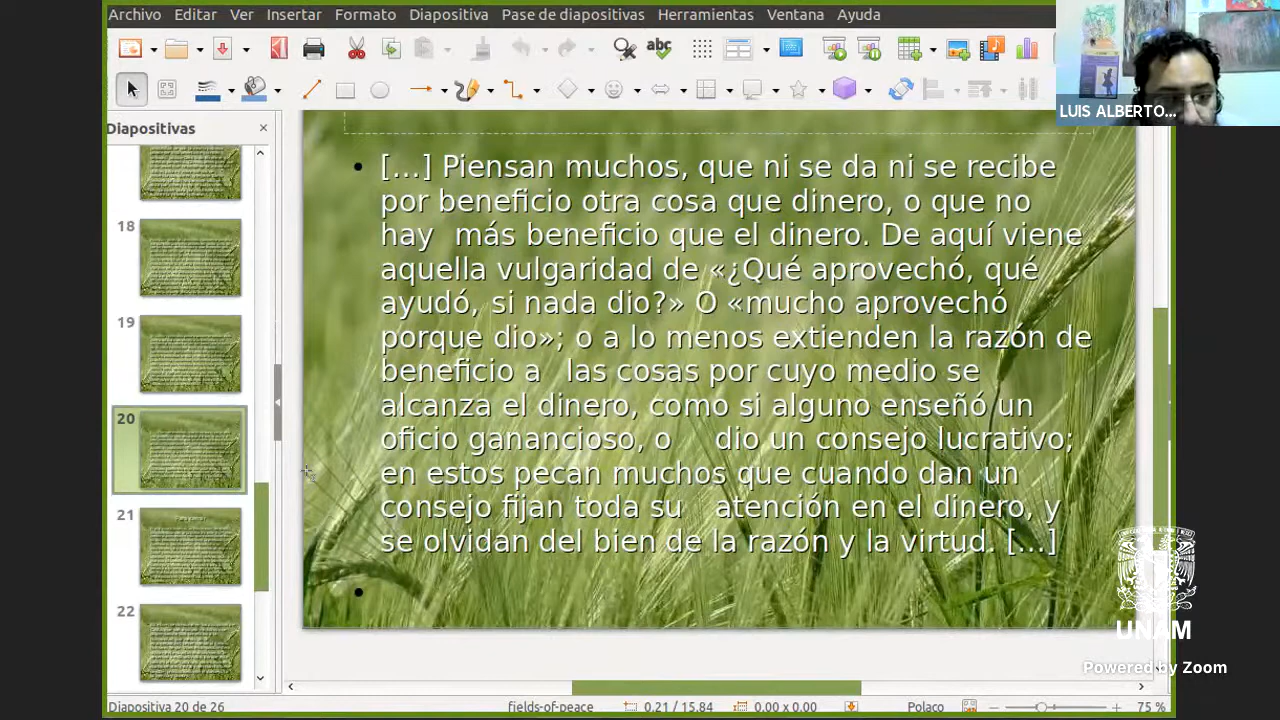 Archivo Editar Ver Insertar Formato Diapositiva Pase de diapositivas Herramientas Ventana Ayuda
abc
LUIS ALBERTO...
Diapositivas
18
19
20
21
22
[...] Piensan muchos, que ni se da ni se recibe
por beneficio otra cosa que dinero, o que no
hay más beneficio que el dinero. De aquí viene
aquella vulgaridad de «¿Qué aprovechó, qué
ayudó, si nada dio?» O «mucho aprovechó
porque dio»; o a lo menos extienden la razón de
beneficio a las cosas por cuyo medio se
alcanza el dinero, como si alguno enseñó un
oficio ganancioso, o dio un consejo lucrativo;
en estos pecan muchos que cuando dan un
consejo fijan toda su atención en el dinero, y
se olvidan del bien de la razón y la virtud. [...]
UNAM
Powered by Zoom
Diapositiva 20 de 26 fields-of-peace 0.21 / 15.84 0.00 x 0.00 Polaco 75 %